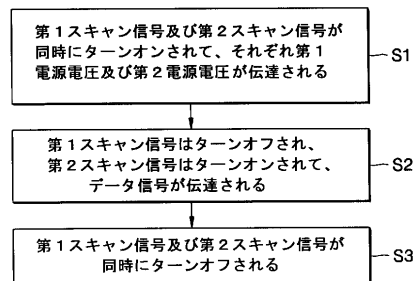 第1スキャン信号及び第2スキャン信号が
同時にターンオンされて、それぞれ第1
電源電圧及び第2電源電圧が伝達される
S1
第1スキャン信号はターンオフされ、
第2スキャン信号はターンオンされて、
データ信号が伝達される
S2
第1スキャン信号及び第2スキャン信号が
同時にターンオフされる
S3